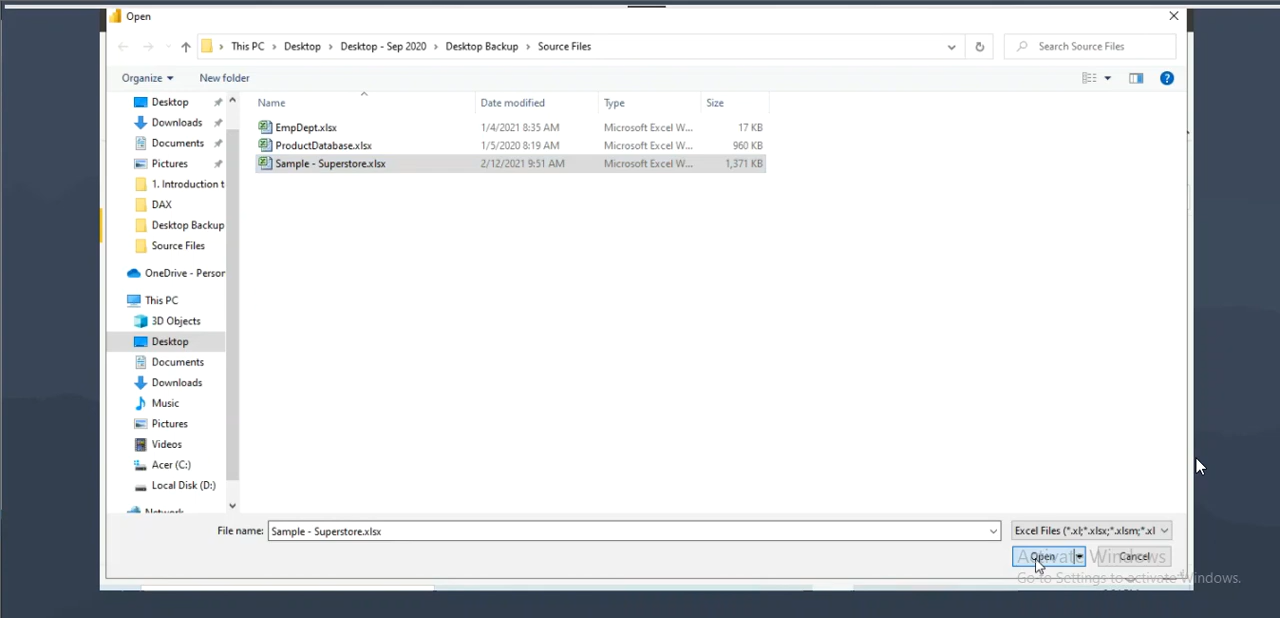 Open
This PC > Desktop > Desktop - Sep 2020 > Desktop Backup > Source Files
Search Source Files
Organize
New folder
Name Date modified Type Size
EmpDept.xlsx 1/4/2021 8:35 AM Microsoft Excel W... 17 KB
ProductDatabase.xlsx 1/5/2020 8:19 AM Microsoft Excel W... 960 KB
Sample - Superstore.xlsx 2/12/2021 9:51 AM Microsoft Excel W... 1,371 KB
Desktop
Downloads
Documents
Pictures
1. Introduction t
DAX
Desktop Backup
Source Files
OneDrive - Person
This PC
3D Objects
Desktop
Documents
Downloads
Music
Pictures
Videos
Acer (C:)
Local Disk (D:)
Network
File name: Sample - Superstore.xlsx
Excel Files (*.xl;*.xlsx;*.xlsm;*.xl
Open
Cancel
Activate Windows
Go to Settings to activate Windows.